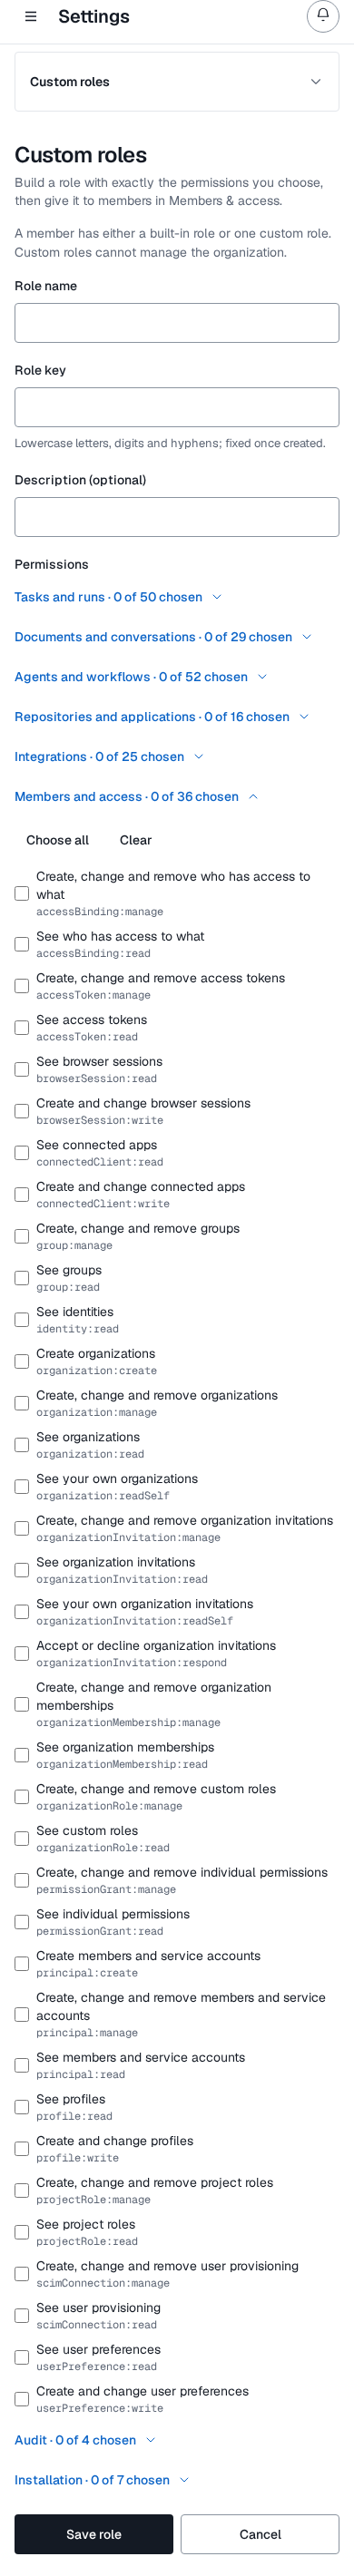 Settings
Custom roles
Custom roles
Build a role with exactly the permissions you choose,
then give it to members in Members & access.
A member has either a built-in role or one custom role.
Custom roles cannot manage the organization.
Role name
Role key
Lowercase letters, digits and hyphens; fixed once created.
Description (optional)
Permissions
Tasks and runs · 0 of 50 chosen
Documents and conversations · 0 of 29 chosen
Agents and workflows · 0 of 52 chosen
Repositories and applications · 0 of 16 chosen
Integrations · 0 of 25 chosen
Members and access · 0 of 36 chosen
Choose all Clear
Create, change and remove who has access to
what
accessBinding:manage
See who has access to what
accessBinding:read
Create, change and remove access tokens
accessToken:manage
See access tokens
accessToken:read
See browser sessions
browserSession:read
Create and change browser sessions
browserSession:write
See connected apps
connectedClient:read
Create and change connected apps
connectedClient:write
Create, change and remove groups
group:manage
See groups
group:read
See identities
identity:read
Create organizations
organization:create
Create, change and remove organizations
organization:manage
See organizations
organization:read
See your own organizations
organization:readSelf
Create, change and remove organization invitations
organizationInvitation:manage
See organization invitations
organizationInvitation:read
See your own organization invitations
organizationInvitation:readSelf
Accept or decline organization invitations
organizationInvitation:respond
Create, change and remove organization
memberships
organizationMembership:manage
See organization memberships
organizationMembership:read
Create, change and remove custom roles
organizationRole:manage
See custom roles
organizationRole:read
Create, change and remove individual permissions
permissionGrant:manage
See individual permissions
permissionGrant:read
Create members and service accounts
principal:create
Create, change and remove members and service
accounts
principal:manage
See members and service accounts
principal:read
See profiles
profile:read
Create and change profiles
profile:write
Create, change and remove project roles
projectRole:manage
See project roles
projectRole:read
Create, change and remove user provisioning
scimConnection:manage
See user provisioning
scimConnection:read
See user preferences
userPreference:read
Create and change user preferences
userPreference:write
Audit · 0 of 4 chosen
Installation · 0 of 7 chosen
Save role Cancel